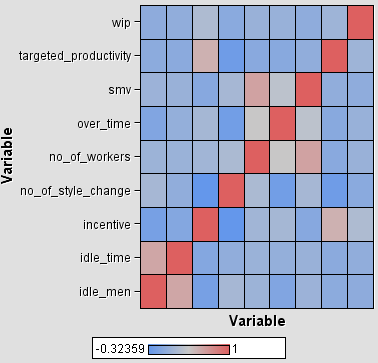 wip
targeted_productivity
smv
over_time
no_of_workers
no_of_style_change
incentive
idle_time
idle_men
Variable
Variable
-0.32359 1